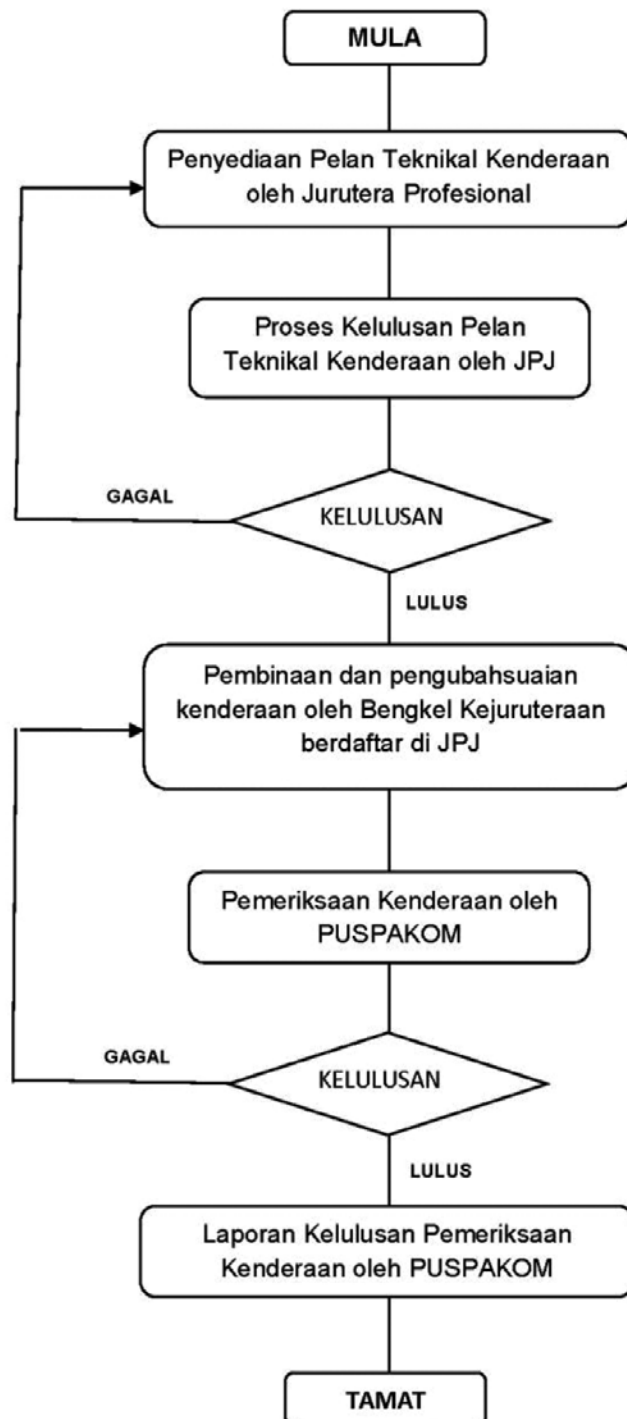 MULA
Penyediaan Pelan Teknikal Kenderaan
oleh Jurutera Profesional
Proses Kelulusan Pelan
Teknikal Kenderaan oleh JPJ
GAGAL
KELULUSAN
LULUS
Pembinaan dan pengubahsuaian
kenderaan oleh Bengkel Kejuruteraan
berdaftar di JPJ
Pemeriksaan Kenderaan oleh
PUSPAKOM
GAGAL
KELULUSAN
LULUS
Laporan Kelulusan Pemeriksaan
Kenderaan oleh PUSPAKOM
TAMAT